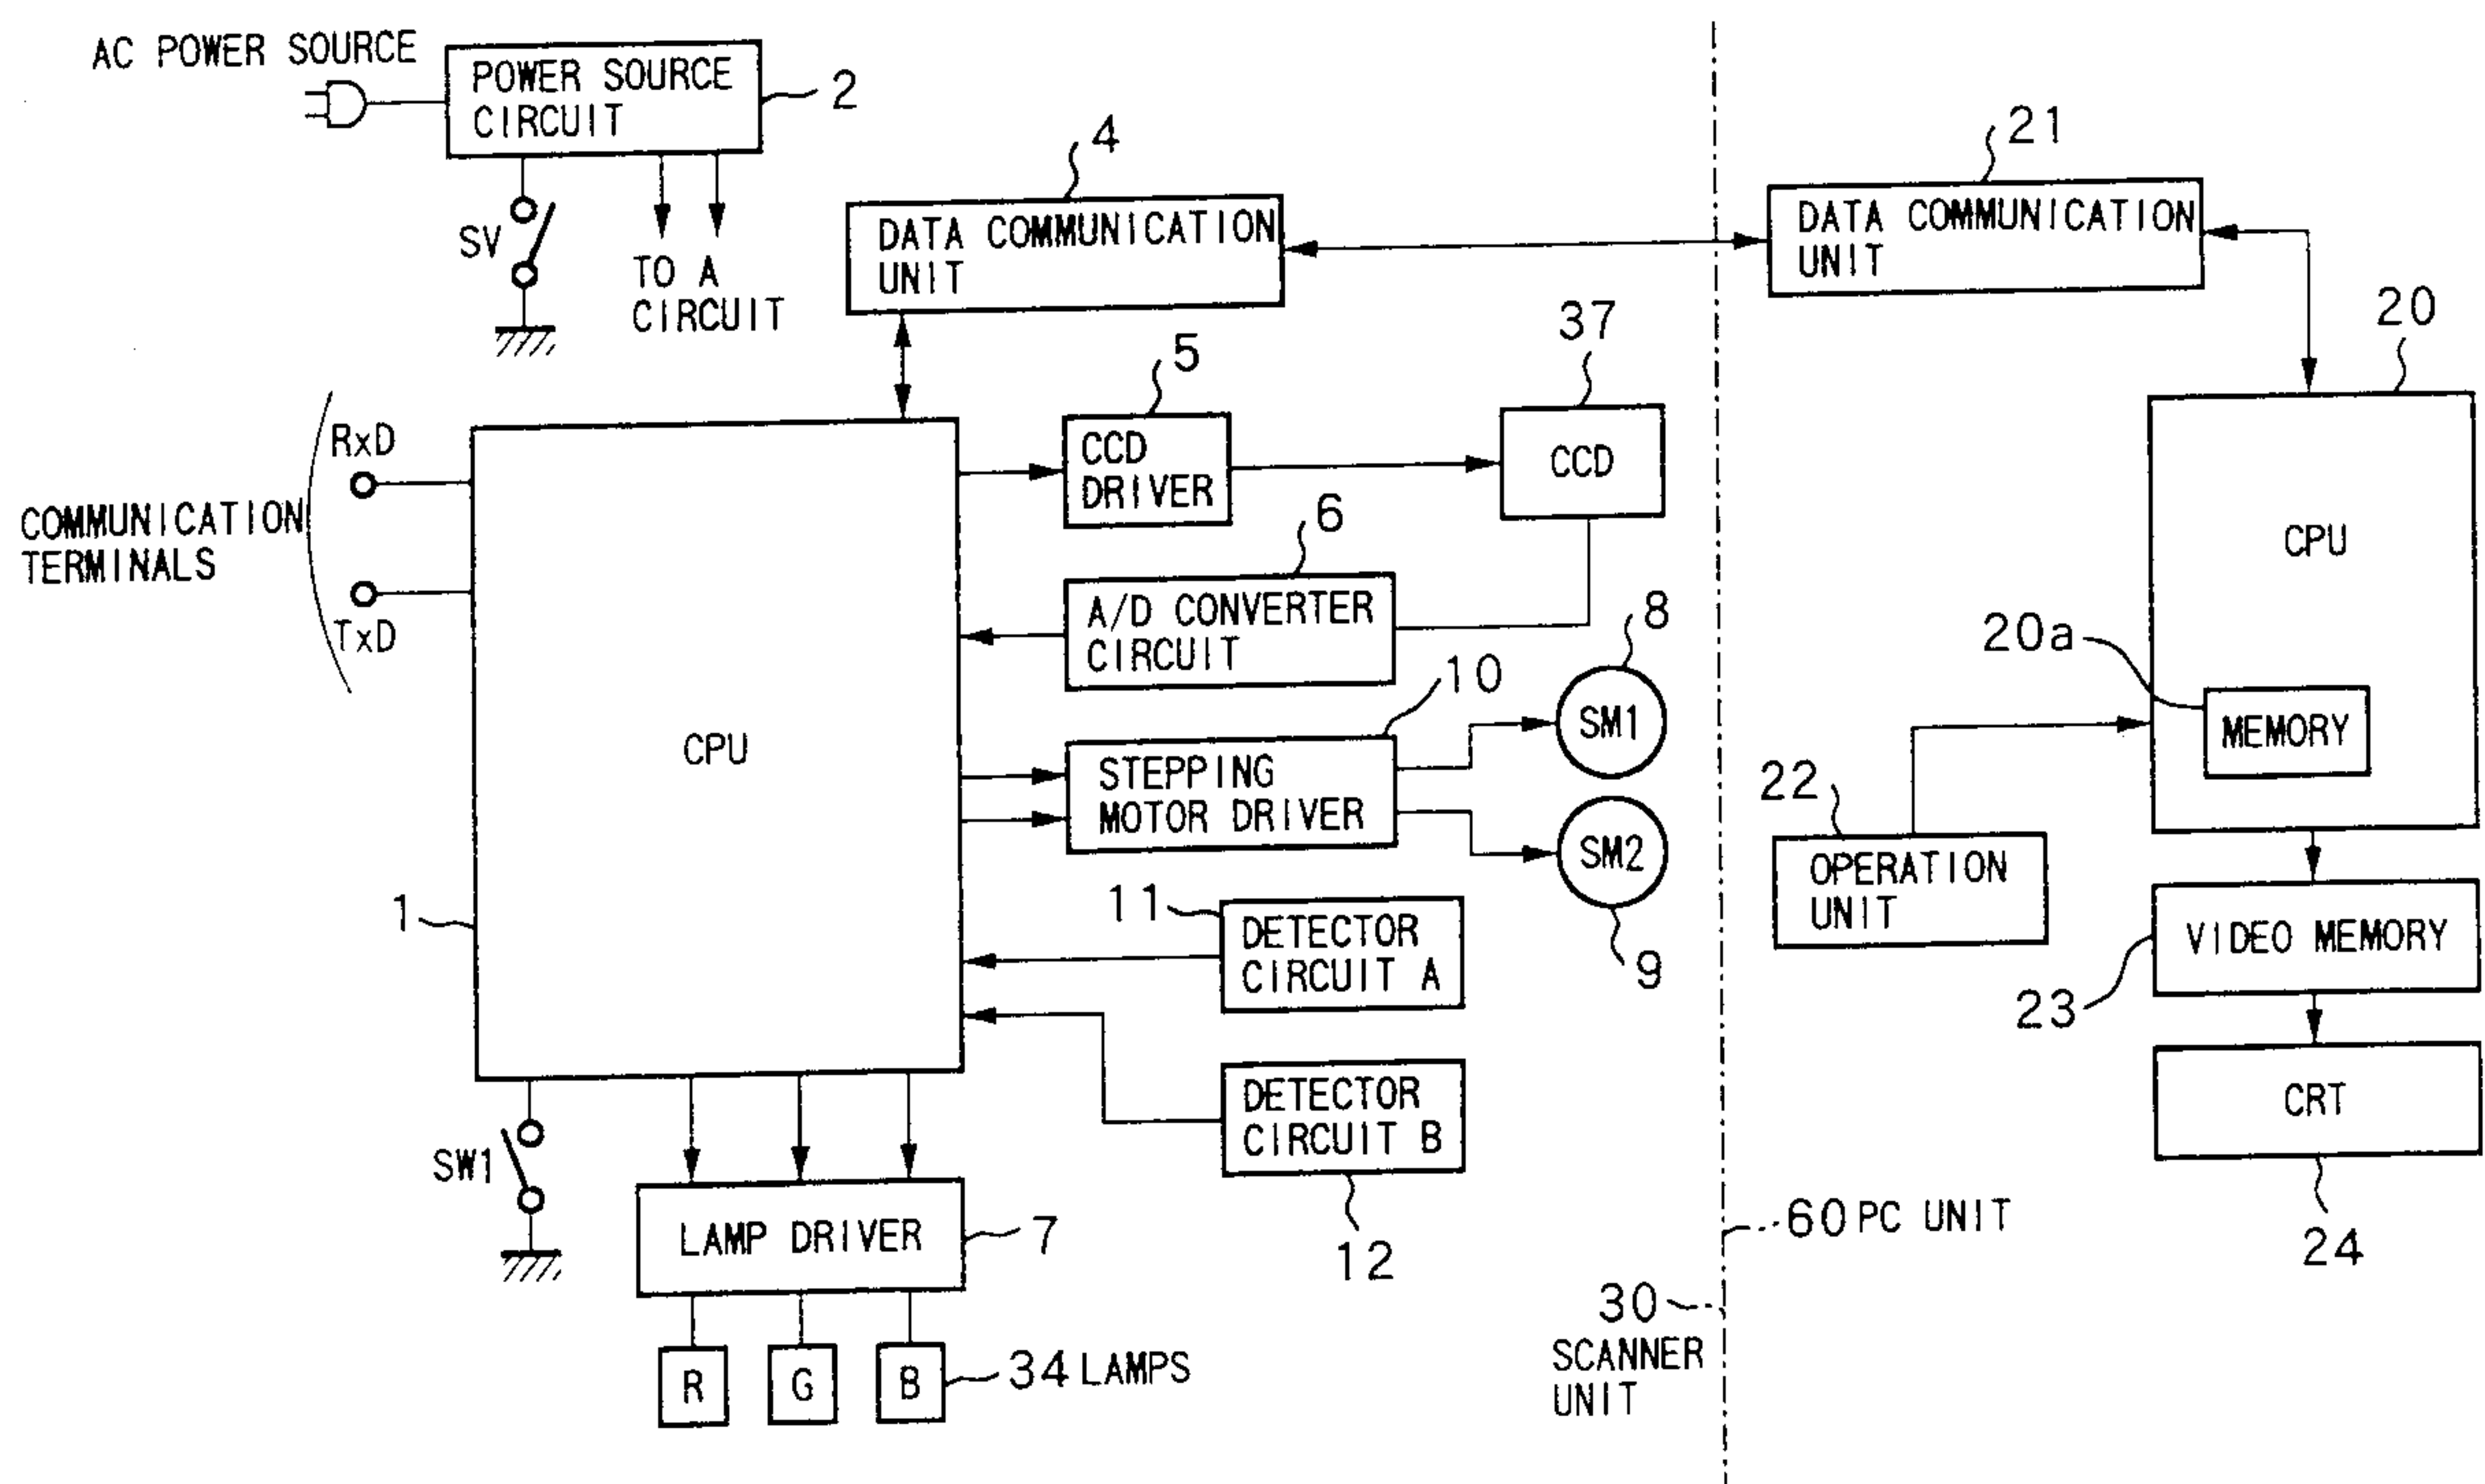 AC POWER SOURCE
POWER SOURCE
CIRCUIT
2
SV
TO A
CIRCUIT
4
DATA COMMUNICATION
UNIT
21
DATA COMMUNICATION
UNIT
20
CPU
20a
MEMORY
RxD
COMMUNICATION
TERMINALS
TxD
CPU
1
5
CCD
DRIVER
37
CCD
6
A/D CONVERTER
CIRCUIT
10
STEPPING
MOTOR DRIVER
8
SM1
SM2
9
11
DETECTOR
CIRCUIT A
DETECTOR
CIRCUIT B
12
22
OPERATION
UNIT
VIDEO MEMORY
23
CRT
24
SW1
LAMP DRIVER
7
R
G
B
34 LAMPS
60 PC UNIT
30
SCANNER
UNIT